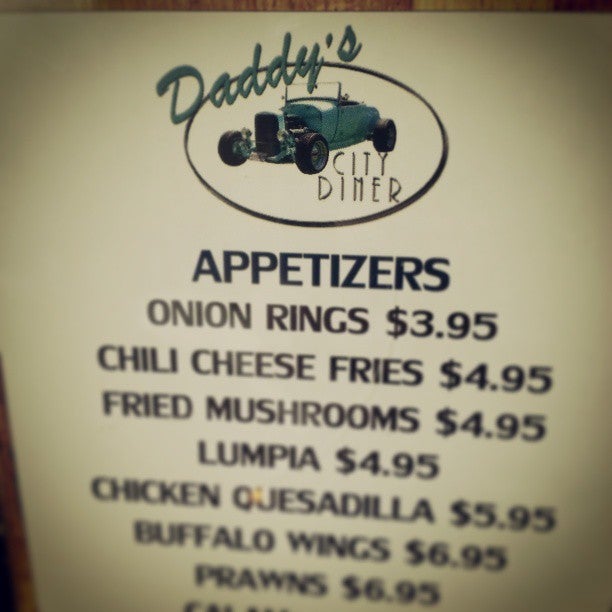 Daddy's
CITY
DINER
APPETIZERS
ONION RINGS $3.95
CHILI CHEESE FRIES $4.95
FRIED MUSHROOMS $4.95
LUMPIA $4.95
CHICKEN QUESADILLA $5.95
BUFFALO WINGS $6.95
PRAWNS $6.95